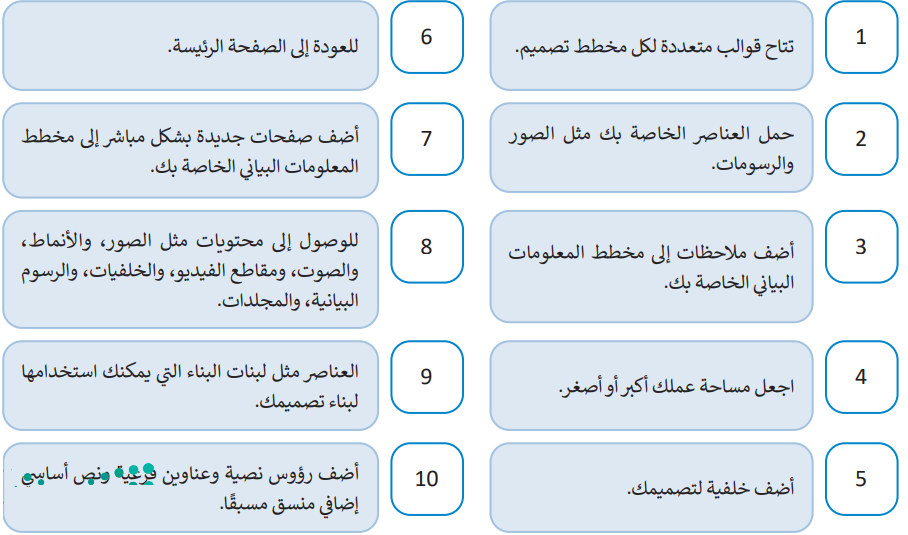 1
تتاح قوالب متعددة لكل مخطط تصميم.
2
حمل العناصر الخاصة بك مثل الصور
والرسومات.
3
أضف ملاحظات إلى مخطط المعلومات
البياني الخاصة بك.
4
اجعل مساحة عملك أكبر أو أصغر.
5
أضف خلفية لتصميمك.
6
للعودة إلى الصفحة الرئيسة.
7
أضف صفحات جديدة بشكل مباشر إلى مخطط
المعلومات البياني الخاصة بك.
8
للوصول إلى محتويات مثل الصور، والأنماط،
والصوت، ومقاطع الفيديو، والخلفيات، والرسوم
البيانية، والمجلدات.
9
العناصر مثل لبنات البناء التي يمكنك استخدامها
لبناء تصميمك.
10
أضف رؤوس نصية وعناوين فرعية ونص أساسي
إضافي منسق مسبقًا.